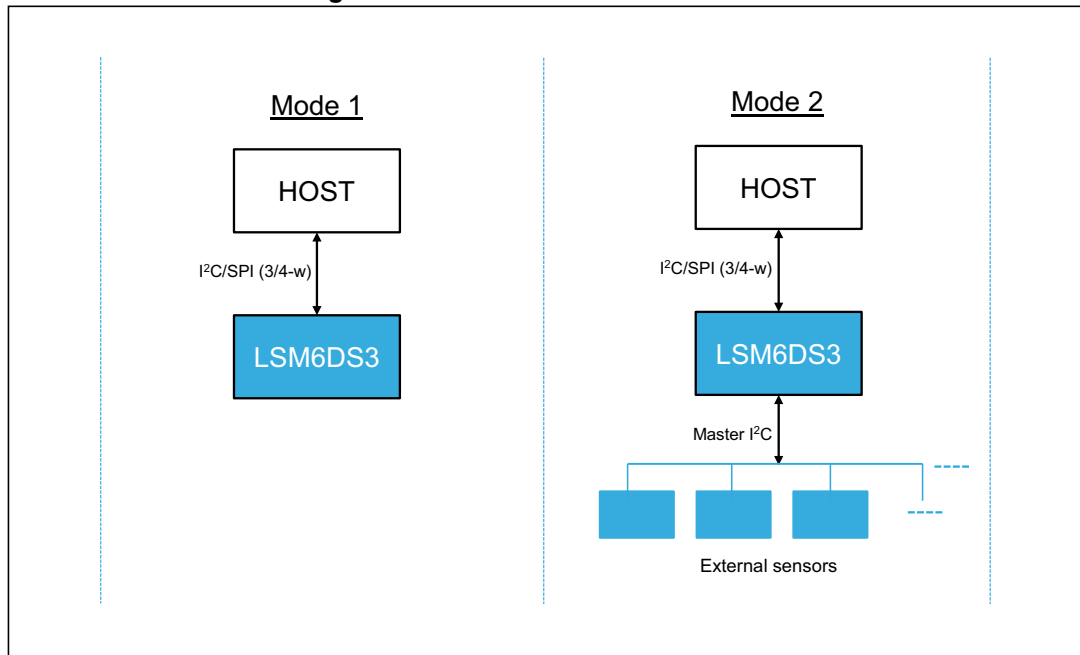 Mode 1
HOST
I²C/SPI (3/4-w)
LSM6DS3
Mode 2
HOST
I²C/SPI (3/4-w)
LSM6DS3
Master I²C
External sensors